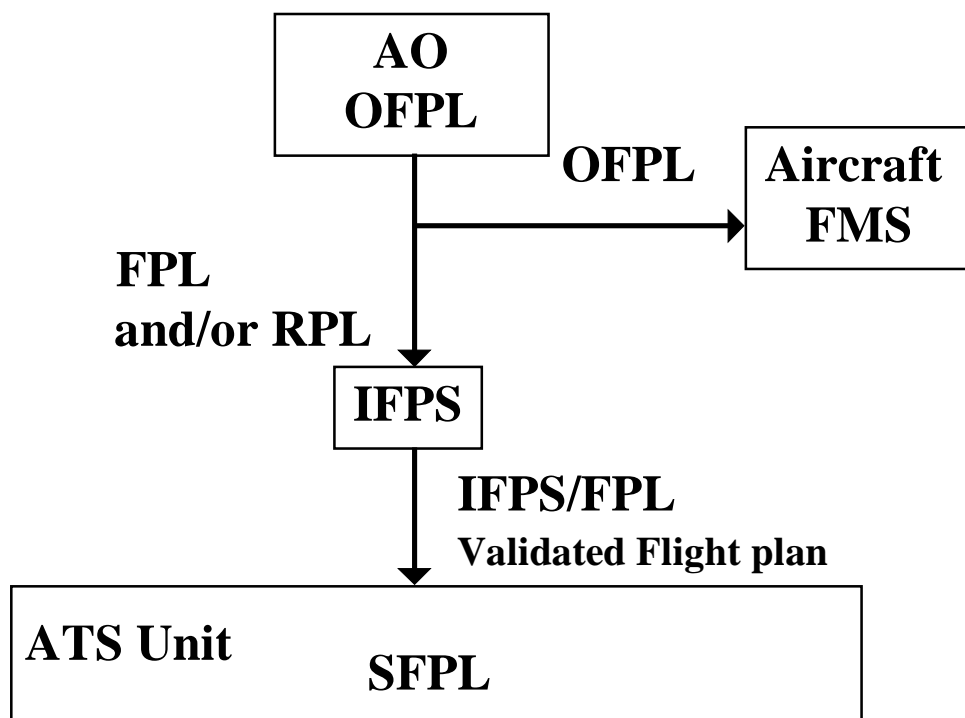 AO
OFPL
OFPL
Aircraft
FMS
FPL
and/or RPL
IFPS
IFPS/FPL
Validated Flight plan
ATS Unit
SFPL